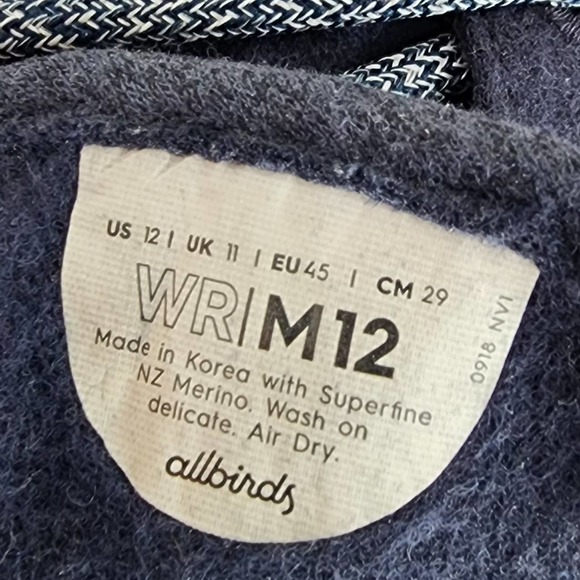 US 12 | UK 11 | EU 45 | CM 29
WR|M12
Made in Korea with Superfine
NZ Merino. Wash on
delicate. Air Dry.
allbirds
0918 NV1